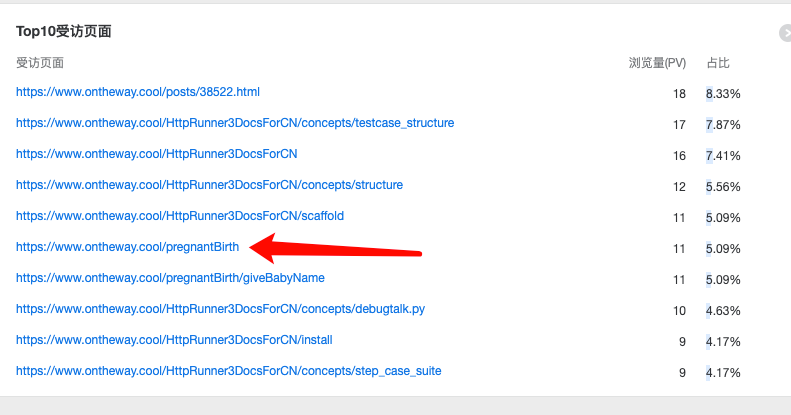 Top10受访页面
受访页面 浏览量(PV) 占比
https://www.ontheway.cool/posts/38522.html 18 8.33%
https://www.ontheway.cool/HttpRunner3DocsForCN/concepts/testcase_structure 17 7.87%
https://www.ontheway.cool/HttpRunner3DocsForCN 16 7.41%
https://www.ontheway.cool/HttpRunner3DocsForCN/concepts/structure 12 5.56%
https://www.ontheway.cool/HttpRunner3DocsForCN/scaffold 11 5.09%
https://www.ontheway.cool/pregnantBirth 11 5.09%
https://www.ontheway.cool/pregnantBirth/giveBabyName 11 5.09%
https://www.ontheway.cool/HttpRunner3DocsForCN/concepts/debugtalk.py 10 4.63%
https://www.ontheway.cool/HttpRunner3DocsForCN/install 9 4.17%
https://www.ontheway.cool/HttpRunner3DocsForCN/concepts/step_case_suite 9 4.17%